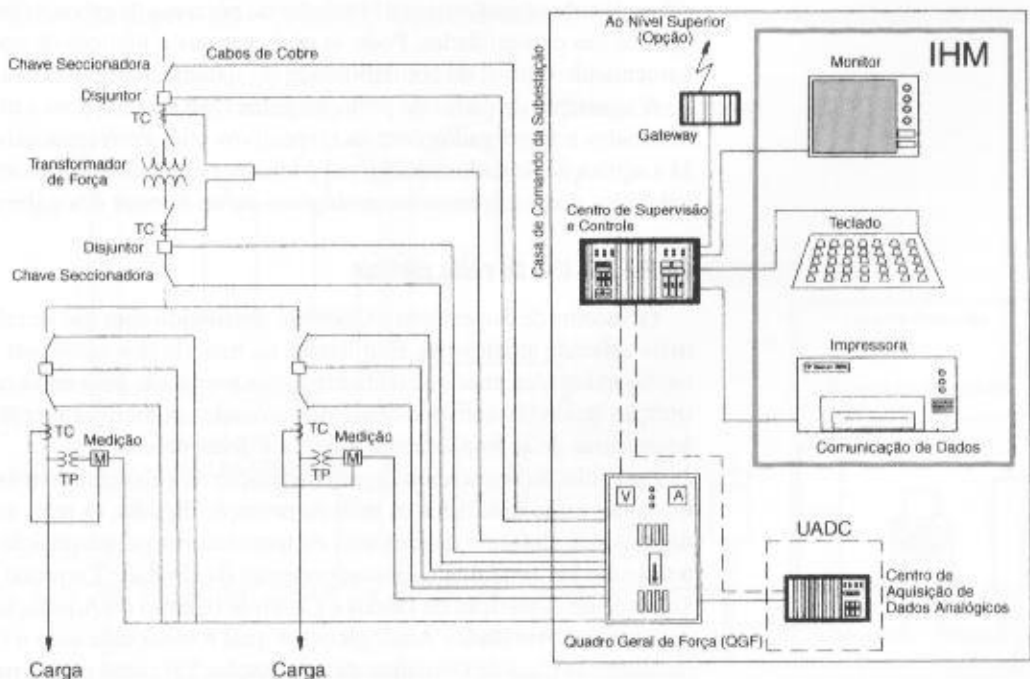 Chave Seccionadora
Cabos de Cobre
Disjuntor
TC
Transformador
de Força
TC
Disjuntor
Chave Seccionadora
TC
Medição
M
TP
TC
Medição
M
TP
Carga
Carga
Casa de Comando da Subestação
Ao Nível Superior
(Opção)
Gateway
Centro de Supervisão
e Controle
IHM
Monitor
Teclado
Impressora
Comunicação de Dados
V
A
Quadro Geral de Força (QGF)
UADC
Centro de
Aquisição de
Dados Analógicos